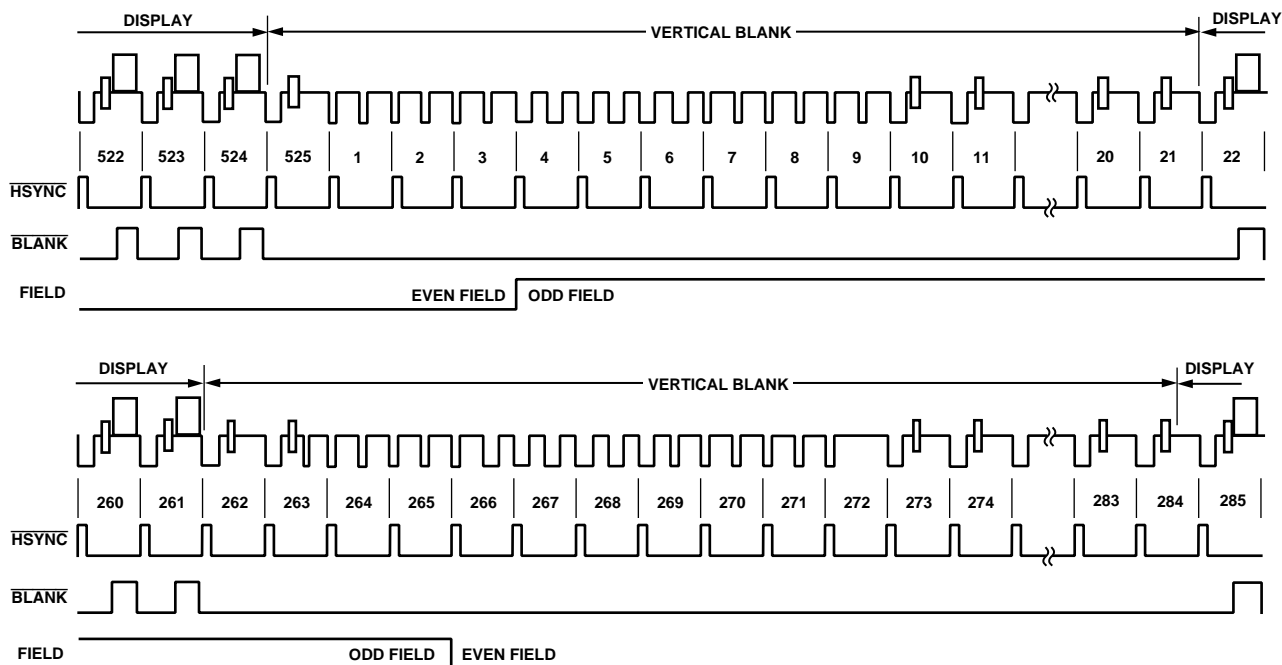 DISPLAY VERTICAL BLANK DISPLAY
522 523 524 525 1 2 3 4 5 6 7 8 9 10 11 20 21 22
HSYNC
BLANK
FIELD EVEN FIELD ODD FIELD
DISPLAY VERTICAL BLANK DISPLAY
260 261 262 263 264 265 266 267 268 269 270 271 272 273 274 283 284 285
HSYNC
BLANK
FIELD ODD FIELD EVEN FIELD